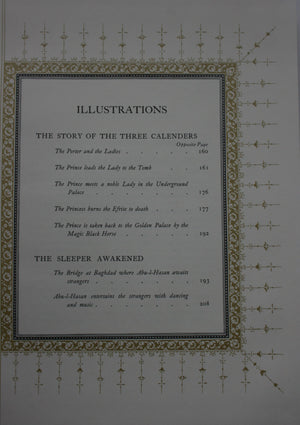 ILLUSTRATIONS
THE STORY OF THE THREE CALENDERS
Opposite Page
The Porter and the Ladies . . . . . 160
The Prince leads the Lady to the Tomb . . . 161
The Prince meets a noble Lady in the Underground
Palace . . . . . . . . 176
The Princess burns the Efrite to death . . . . 177
The Prince is taken back to the Golden Palace by the
Magic Black Horse . . . . . . 192
THE SLEEPER AWAKENED
The Bridge at Baghdad where Abu-l-Hasan awaits
strangers . . . . . . . . 193
Abu-l-Hasan entertains the strangers with dancing
and music . . . . . . . . 208